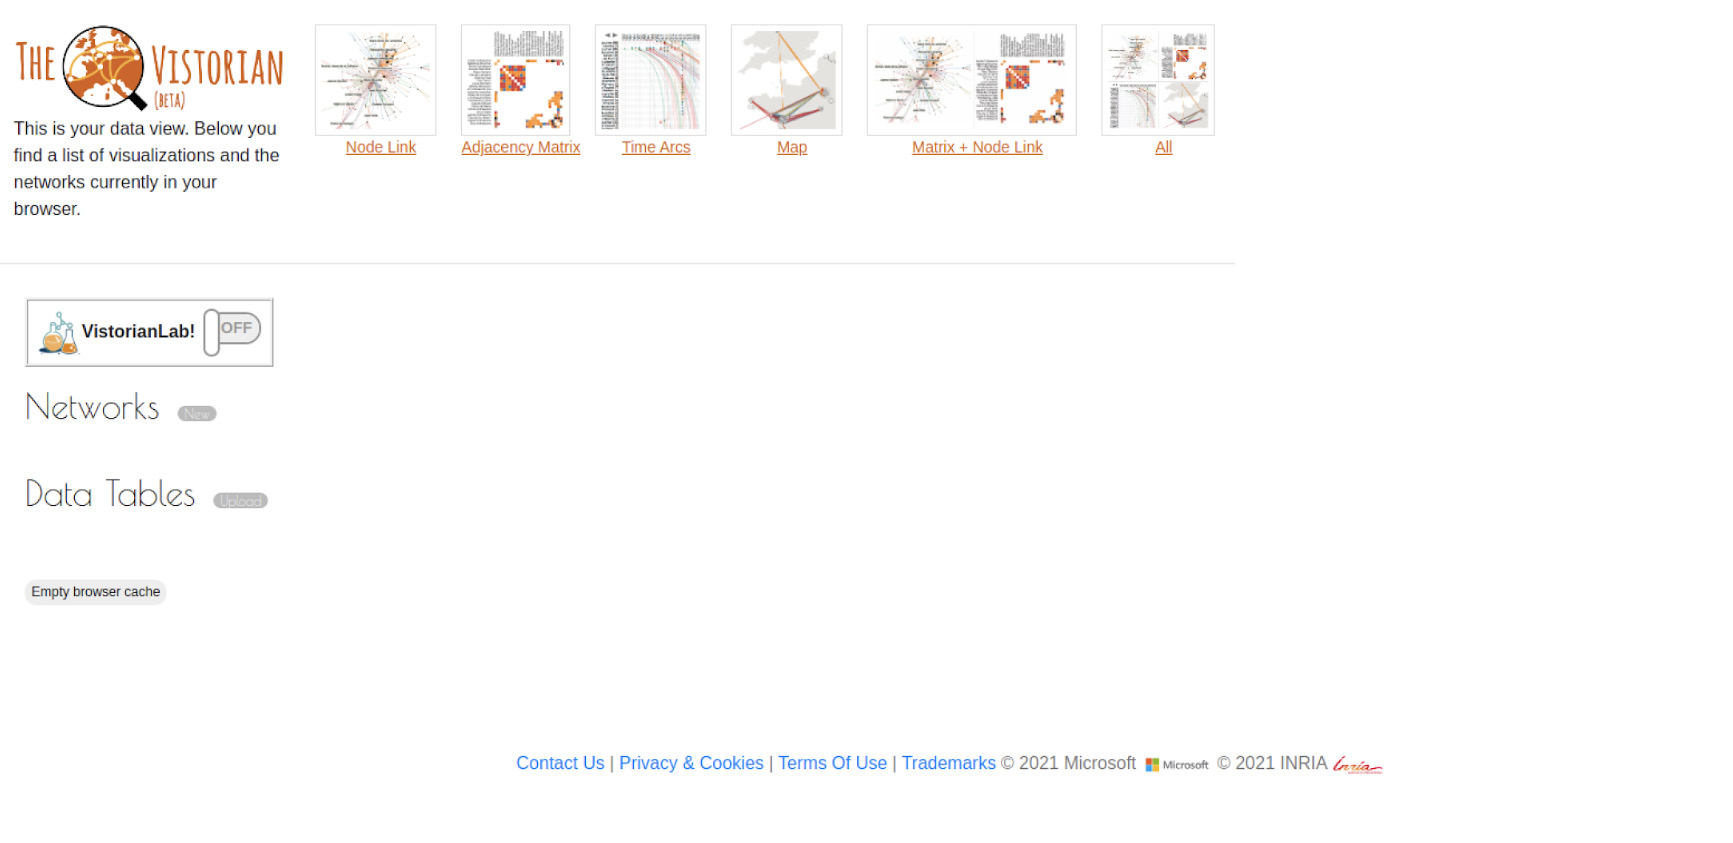 THE VISTORIAN
(BETA)
This is your data view. Below you
find a list of visualizations and the
networks currently in your
browser.
Node Link
Adjacency Matrix
Time Arcs
Map
Matrix + Node Link
All
VistorianLab!
OFF
Networks New
Data Tables Upload
Empty browser cache
Contact Us | Privacy & Cookies | Terms Of Use | Trademarks © 2021 Microsoft Microsoft © 2021 INRIA Inria